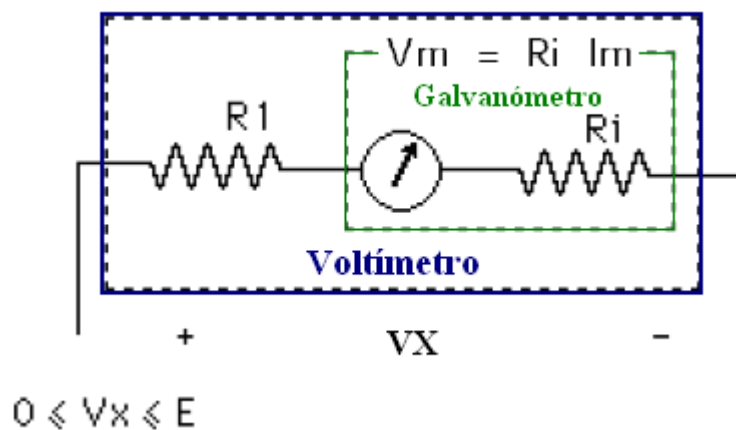 Vm = Ri Im
Galvanómetro
R1
Ri
Voltímetro
+ VX -
0 ⩽ Vx ⩽ E